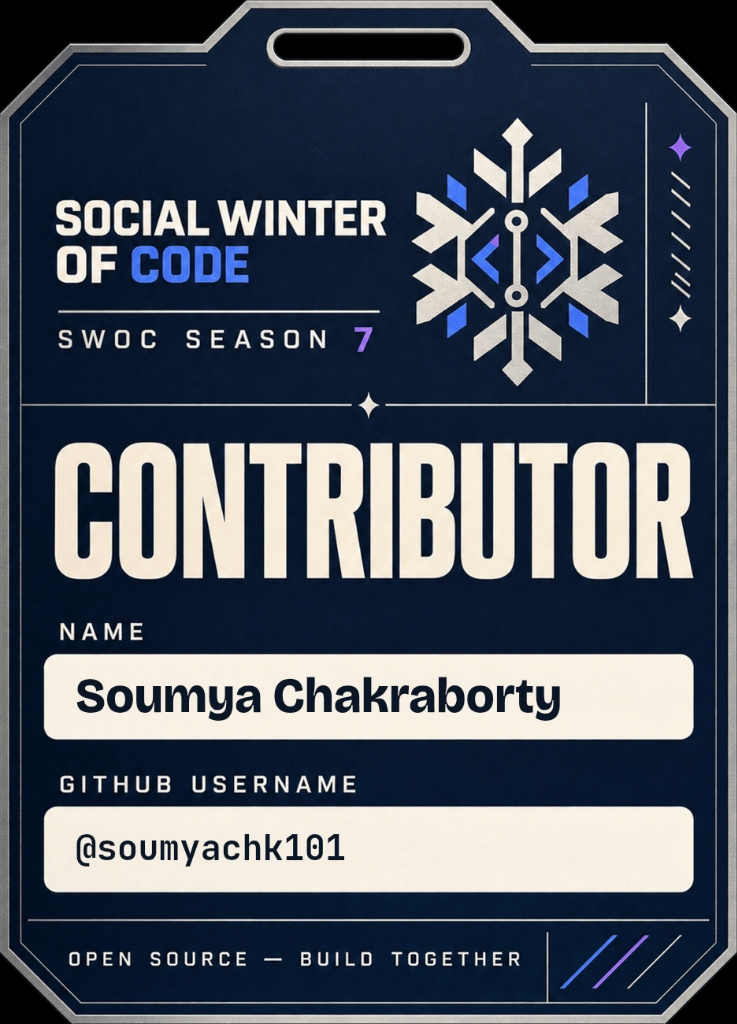 SOCIAL WINTER
OF CODE
SWOC SEASON 7
CONTRIBUTOR
NAME
Soumya Chakraborty
GITHUB USERNAME
@soumyachk101
OPEN SOURCE — BUILD TOGETHER